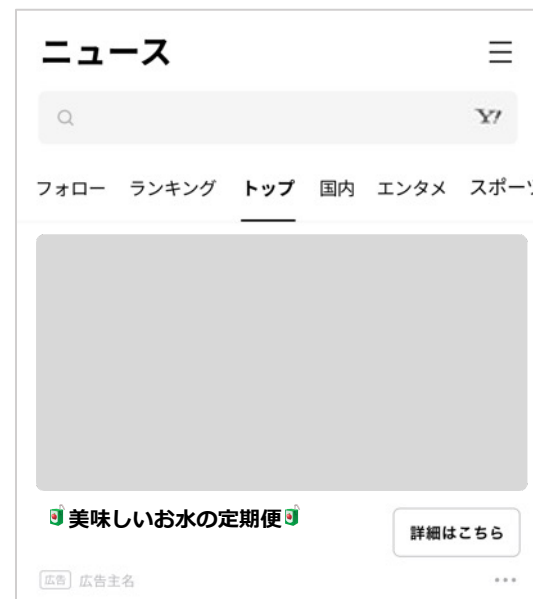 ニュース
Y!
フォロー ランキング トップ 国内 エンタメ スポーツ
🧃美味しいお水の定期便🧃
詳細はこちら
広告 広告主名